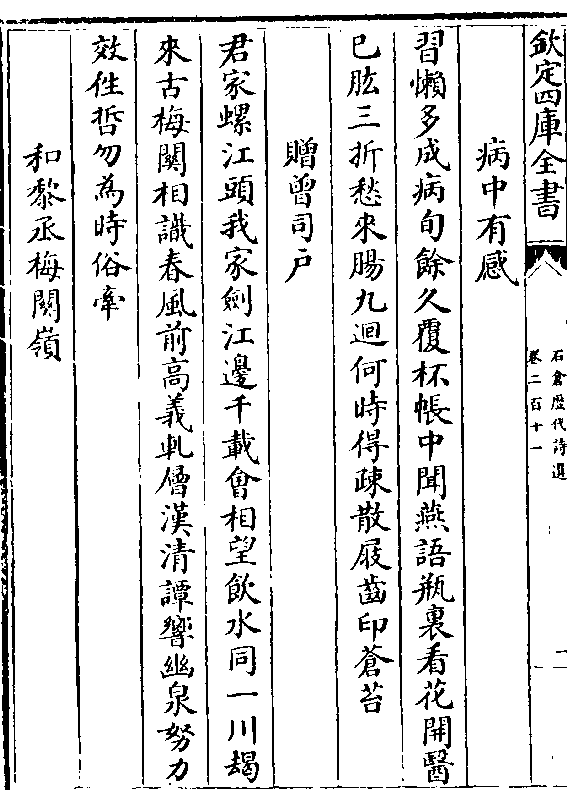 欽定四庫全書
石倉歴代詩選
卷二百十一
病中有感
習懶多成病旬餘久覆杯帳中聞燕語瓶裏看花開醫
已肱三折愁來腸九迴何時得疎散屐齒印蒼苔
贈曾司户
君家螺江頭我家劍江邊千載會相望飲水同一川朅
來古梅關相識春風前高義軋層漢清譚響幽泉努力
效往哲勿為時俗牽
和黎丞梅關嶺